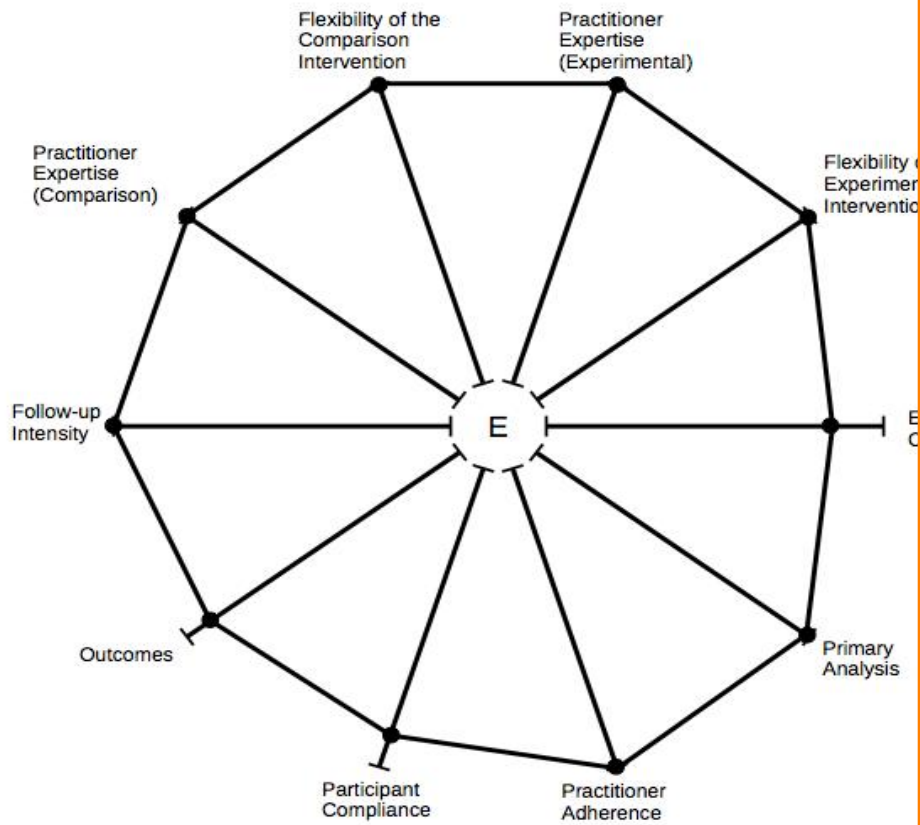 Flexibility of the
Comparison
Intervention
Practitioner
Expertise
(Experimental)
Practitioner
Expertise
(Comparison)
Flexibility
Follow-up
Intensity
E
Outcomes
Primary
Analysis
Participant
Compliance
Practitioner
Adherence